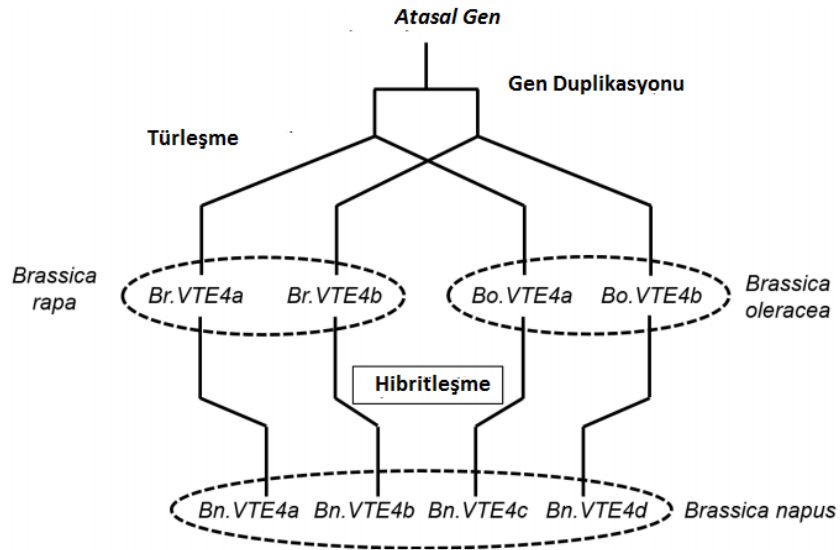 Atasal Gen
Gen Duplikasyonu
Türleşme
Brassica
rapa
Br.VTE4a Br.VTE4b Bo.VTE4a Bo.VTE4b
Brassica
oleracea
Hibritleşme
Bn.VTE4a Bn.VTE4b Bn.VTE4c Bn.VTE4d Brassica napus